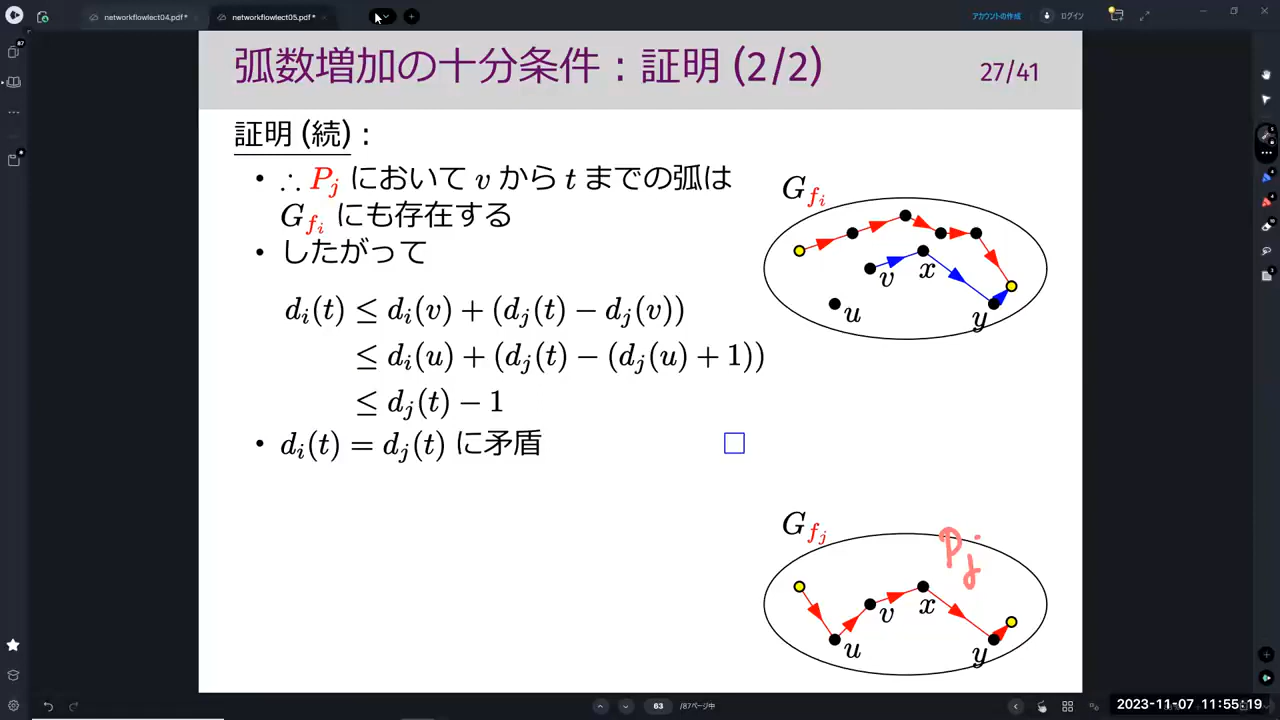 networkflowlect04.pdf*
networkflowlect05.pdf*
アカウントの作成
ログイン
87
弧数増加の十分条件：証明 (2/2)
27/41
証明 (続)：
• ∴ P_j において v から t までの弧は
G_{f_i} にも存在する
• したがって
d_i(t) ≤ d_i(v) + (d_j(t) − d_j(v))
≤ d_i(u) + (d_j(t) − (d_j(u) + 1))
≤ d_j(t) − 1
• d_i(t) = d_j(t) に矛盾 □
G_{f_i}
v
x
u
y
G_{f_j}
P_j
v
x
u
y
63
/87ページ中
2023-11-07 11:55:19